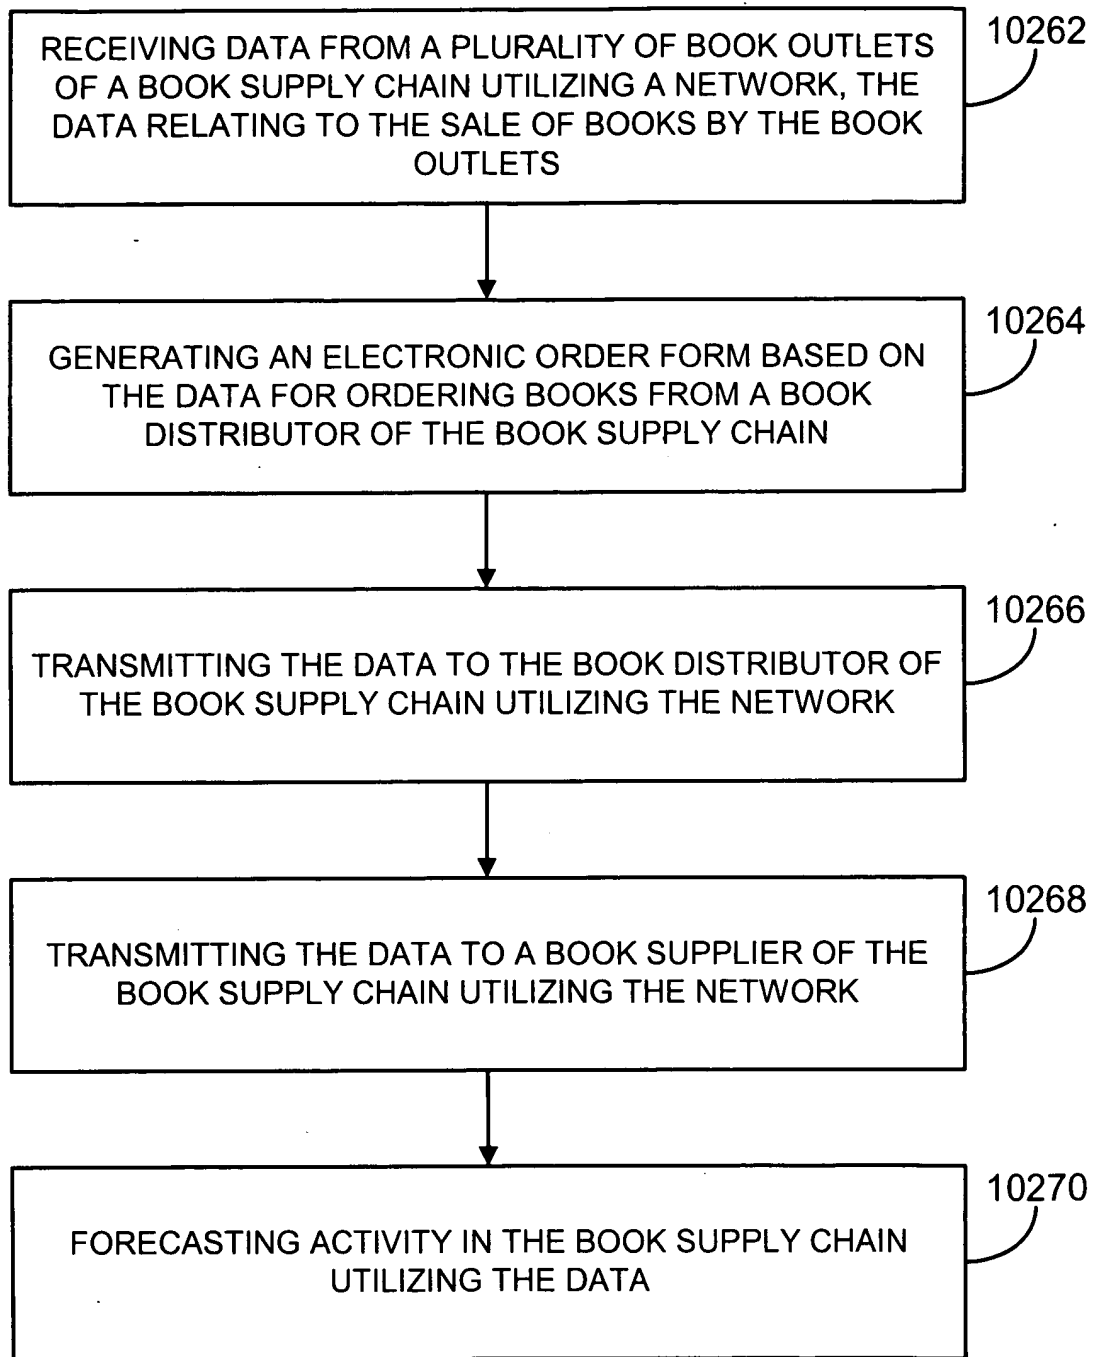 RECEIVING DATA FROM A PLURALITY OF BOOK OUTLETS
OF A BOOK SUPPLY CHAIN UTILIZING A NETWORK, THE
DATA RELATING TO THE SALE OF BOOKS BY THE BOOK
OUTLETS
10262
GENERATING AN ELECTRONIC ORDER FORM BASED ON
THE DATA FOR ORDERING BOOKS FROM A BOOK
DISTRIBUTOR OF THE BOOK SUPPLY CHAIN
10264
TRANSMITTING THE DATA TO THE BOOK DISTRIBUTOR OF
THE BOOK SUPPLY CHAIN UTILIZING THE NETWORK
10266
TRANSMITTING THE DATA TO A BOOK SUPPLIER OF THE
BOOK SUPPLY CHAIN UTILIZING THE NETWORK
10268
FORECASTING ACTIVITY IN THE BOOK SUPPLY CHAIN
UTILIZING THE DATA
10270